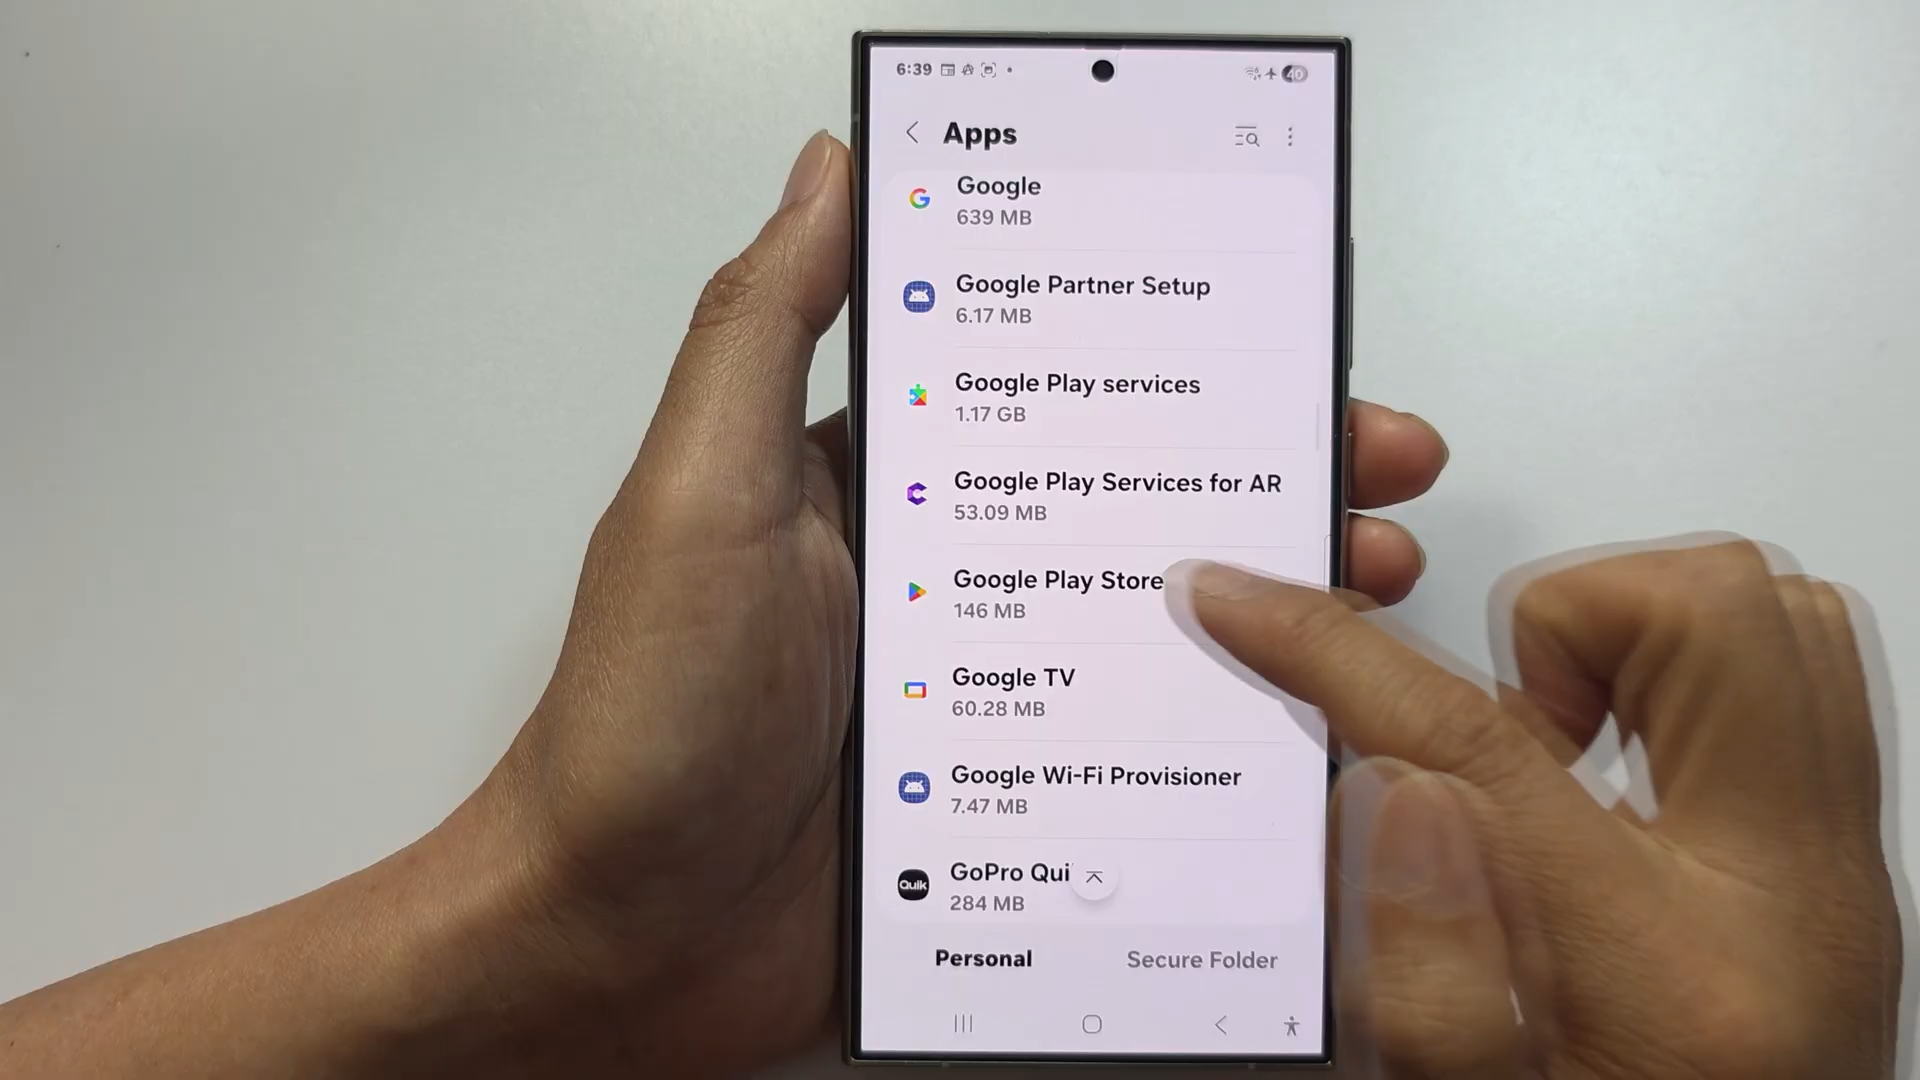 6:39
40
Apps
Google
639 MB
Google Partner Setup
6.17 MB
Google Play services
1.17 GB
Google Play Services for AR
53.09 MB
Google Play Store
146 MB
Google TV
60.28 MB
Google Wi-Fi Provisioner
7.47 MB
Quik
GoPro Qui
284 MB
Personal
Secure Folder